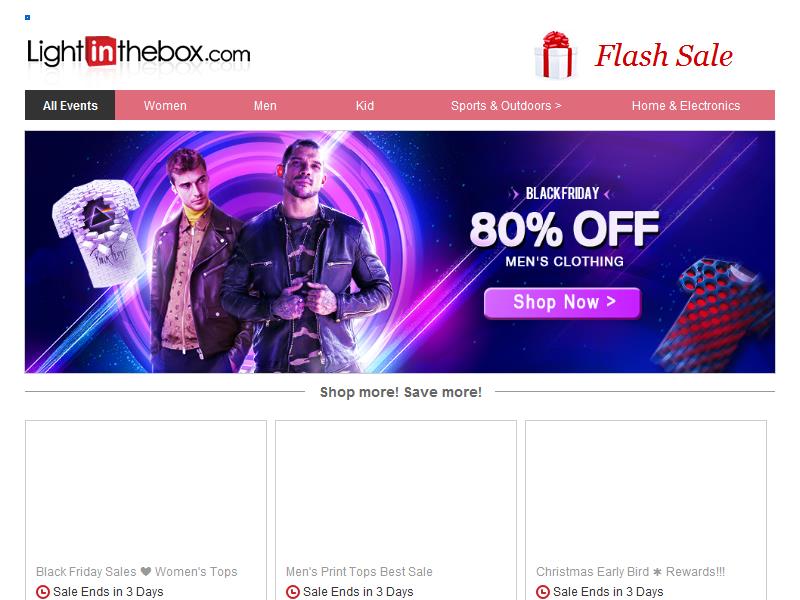 Lightinthebox.com
Flash Sale
All Events Women Men Kid Sports & Outdoors > Home & Electronics
BLACK FRIDAY
80% OFF
MEN'S CLOTHING
Shop Now >
Shop more! Save more!
Black Friday Sales ❤ Women's Tops
Sale Ends in 3 Days
Men's Print Tops Best Sale
Sale Ends in 3 Days
Christmas Early Bird ✱ Rewards!!!
Sale Ends in 3 Days